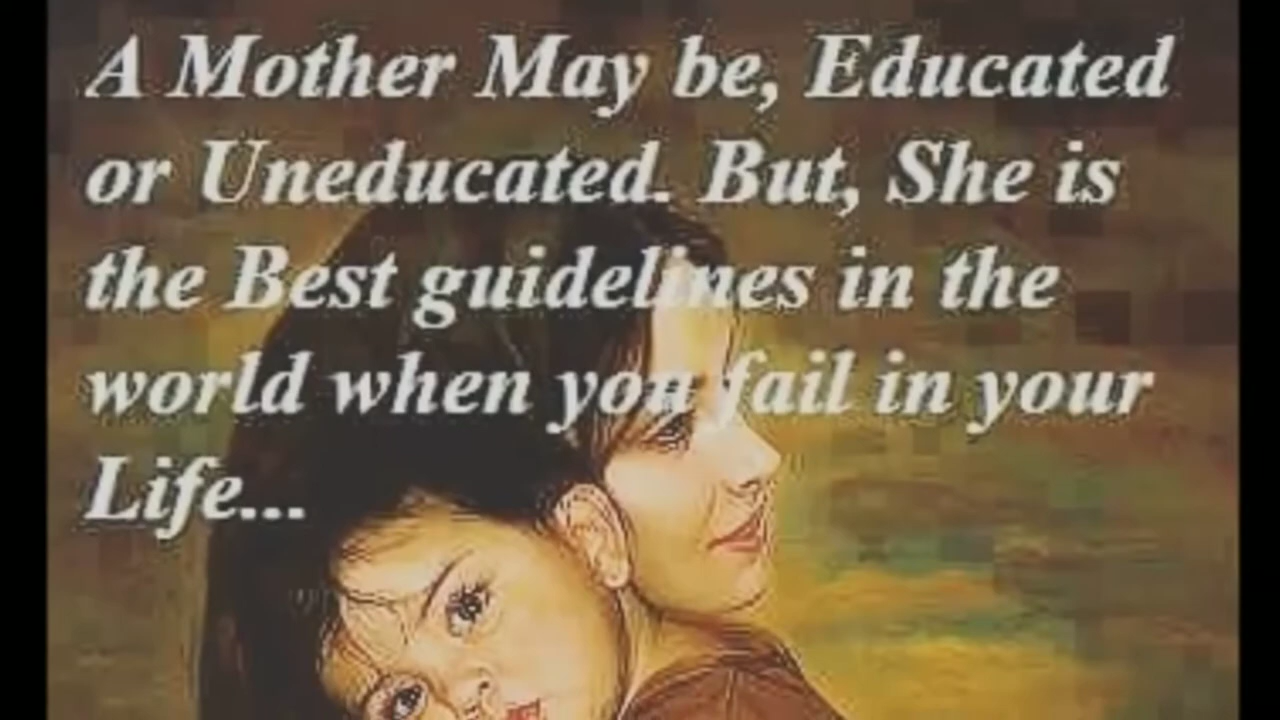 A Mother May be, Educated
or Uneducated. But, She is
the Best guidelines in the
world when you fail in your
Life...